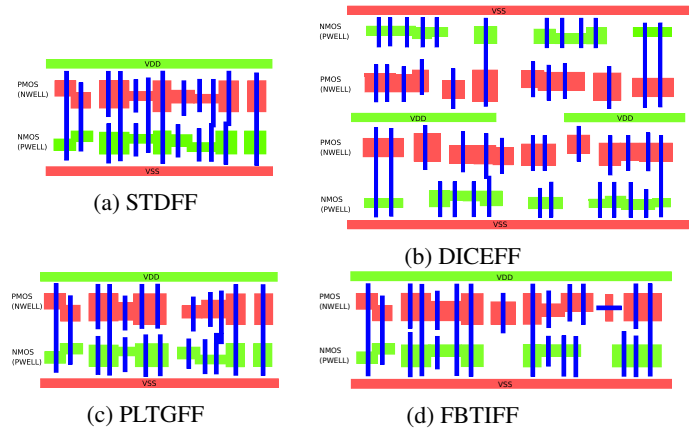 VDD
PMOS
(NWELL)
NMOS
(PWELL)
VSS
(a) STDFF
VSS
NMOS
(PWELL)
PMOS
(NWELL)
VDD
VDD
PMOS
(NWELL)
NMOS
(PWELL)
VSS
(b) DICEFF
VDD
PMOS
(NWELL)
NMOS
(PWELL)
VSS
(c) PLTGFF
VDD
PMOS
(NWELL)
NMOS
(PWELL)
VSS
(d) FBTIFF